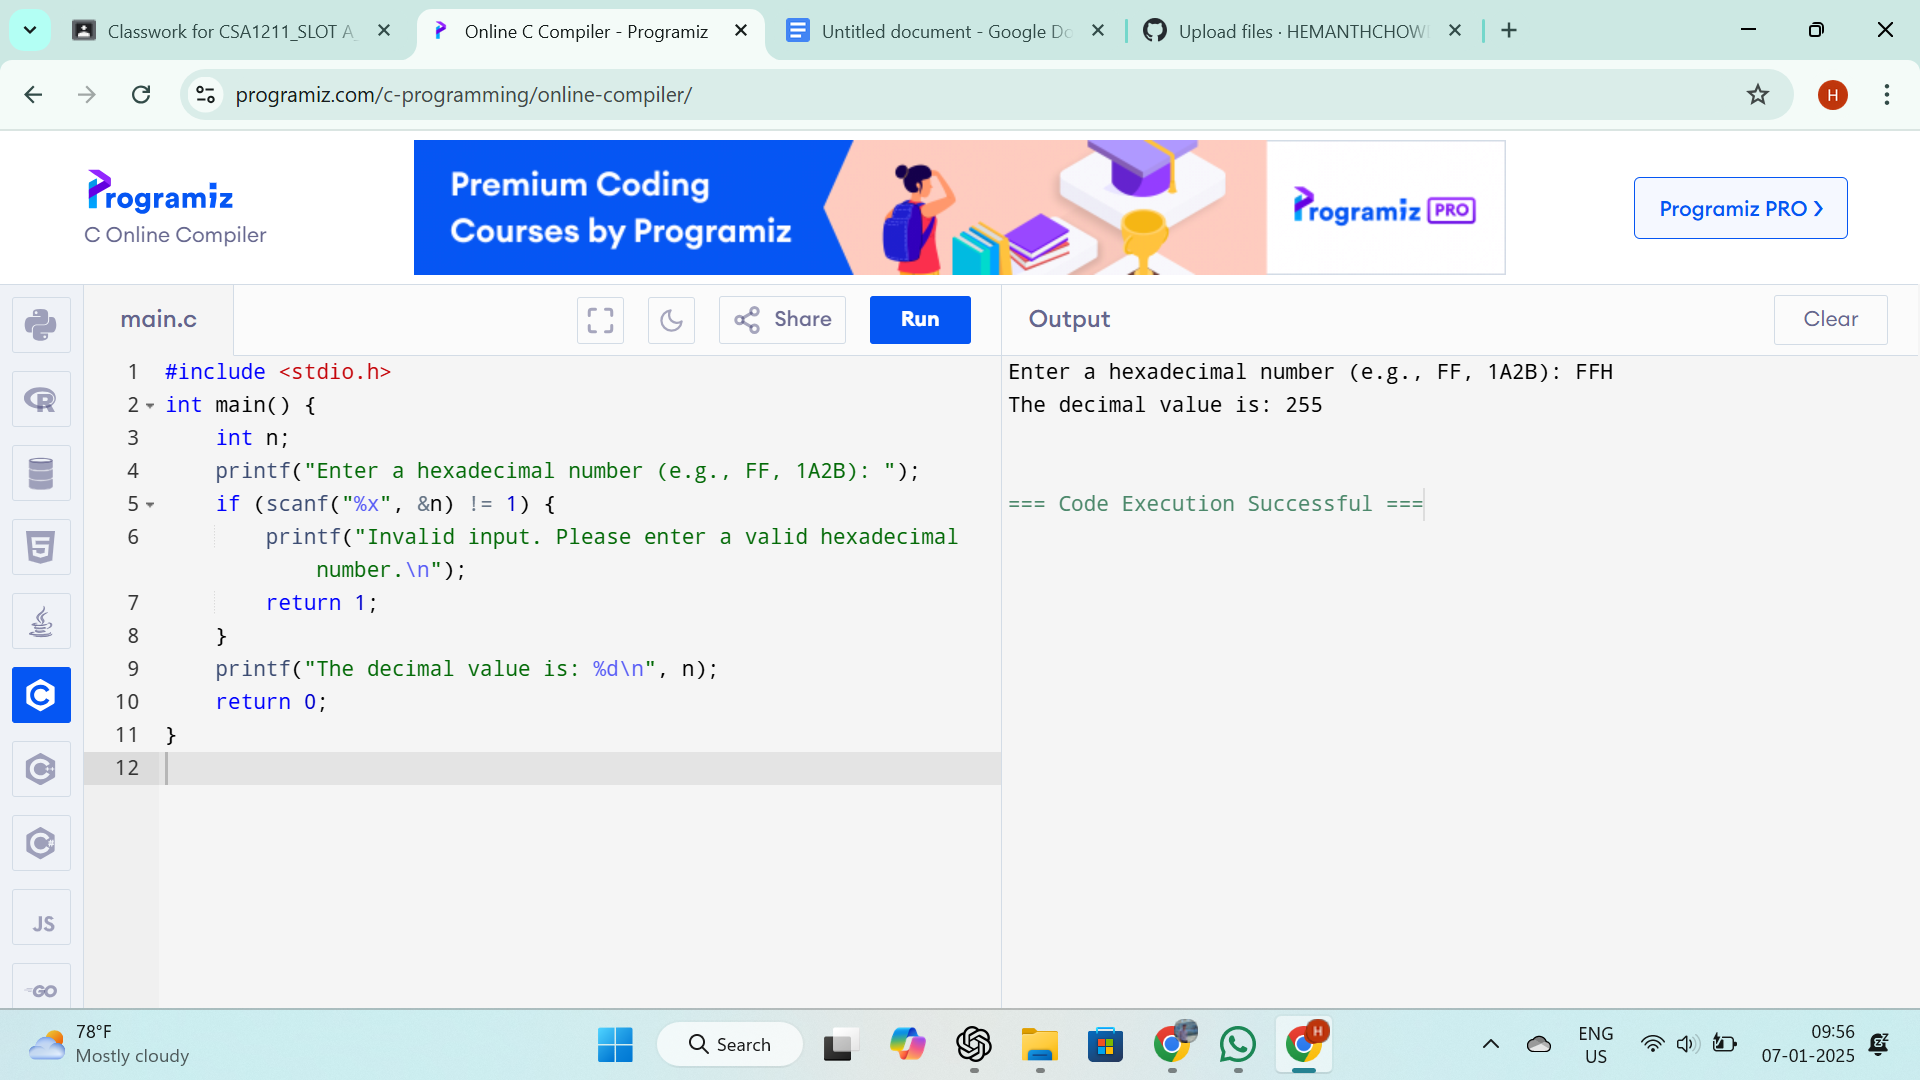 Classwork for CSA1211_SLOT A_
Online C Compiler - Programiz
Untitled document - Google Do
Upload files · HEMANTHCHOWD
programiz.com/c-programming/online-compiler/
H
Programiz
C Online Compiler
Premium Coding
Courses by Programiz
Programiz PRO
Programiz PRO
main.c
Share
Run
Output
Clear
1 #include <stdio.h>
2 int main() {
3     int n;
4     printf("Enter a hexadecimal number (e.g., FF, 1A2B): ");
5     if (scanf("%x", &n) != 1) {
6         printf("Invalid input. Please enter a valid hexadecimal
            number.\n");
7         return 1;
8     }
9     printf("The decimal value is: %d\n", n);
10     return 0;
11 }
12
Enter a hexadecimal number (e.g., FF, 1A2B): FFH
The decimal value is: 255
=== Code Execution Successful ===
R
5
C
C
C#
JS
GO
78°F
Mostly cloudy
Search
H
ENG
US
09:56
07-01-2025